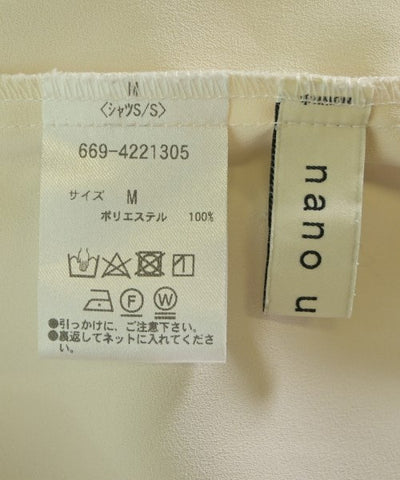 M
〈シャツS/S〉
669-4221305
サイズ M
ポリエステル 100%
F W
●引っかけに、ご注意下さい。
●裏返してネットに入れてください。
nano u